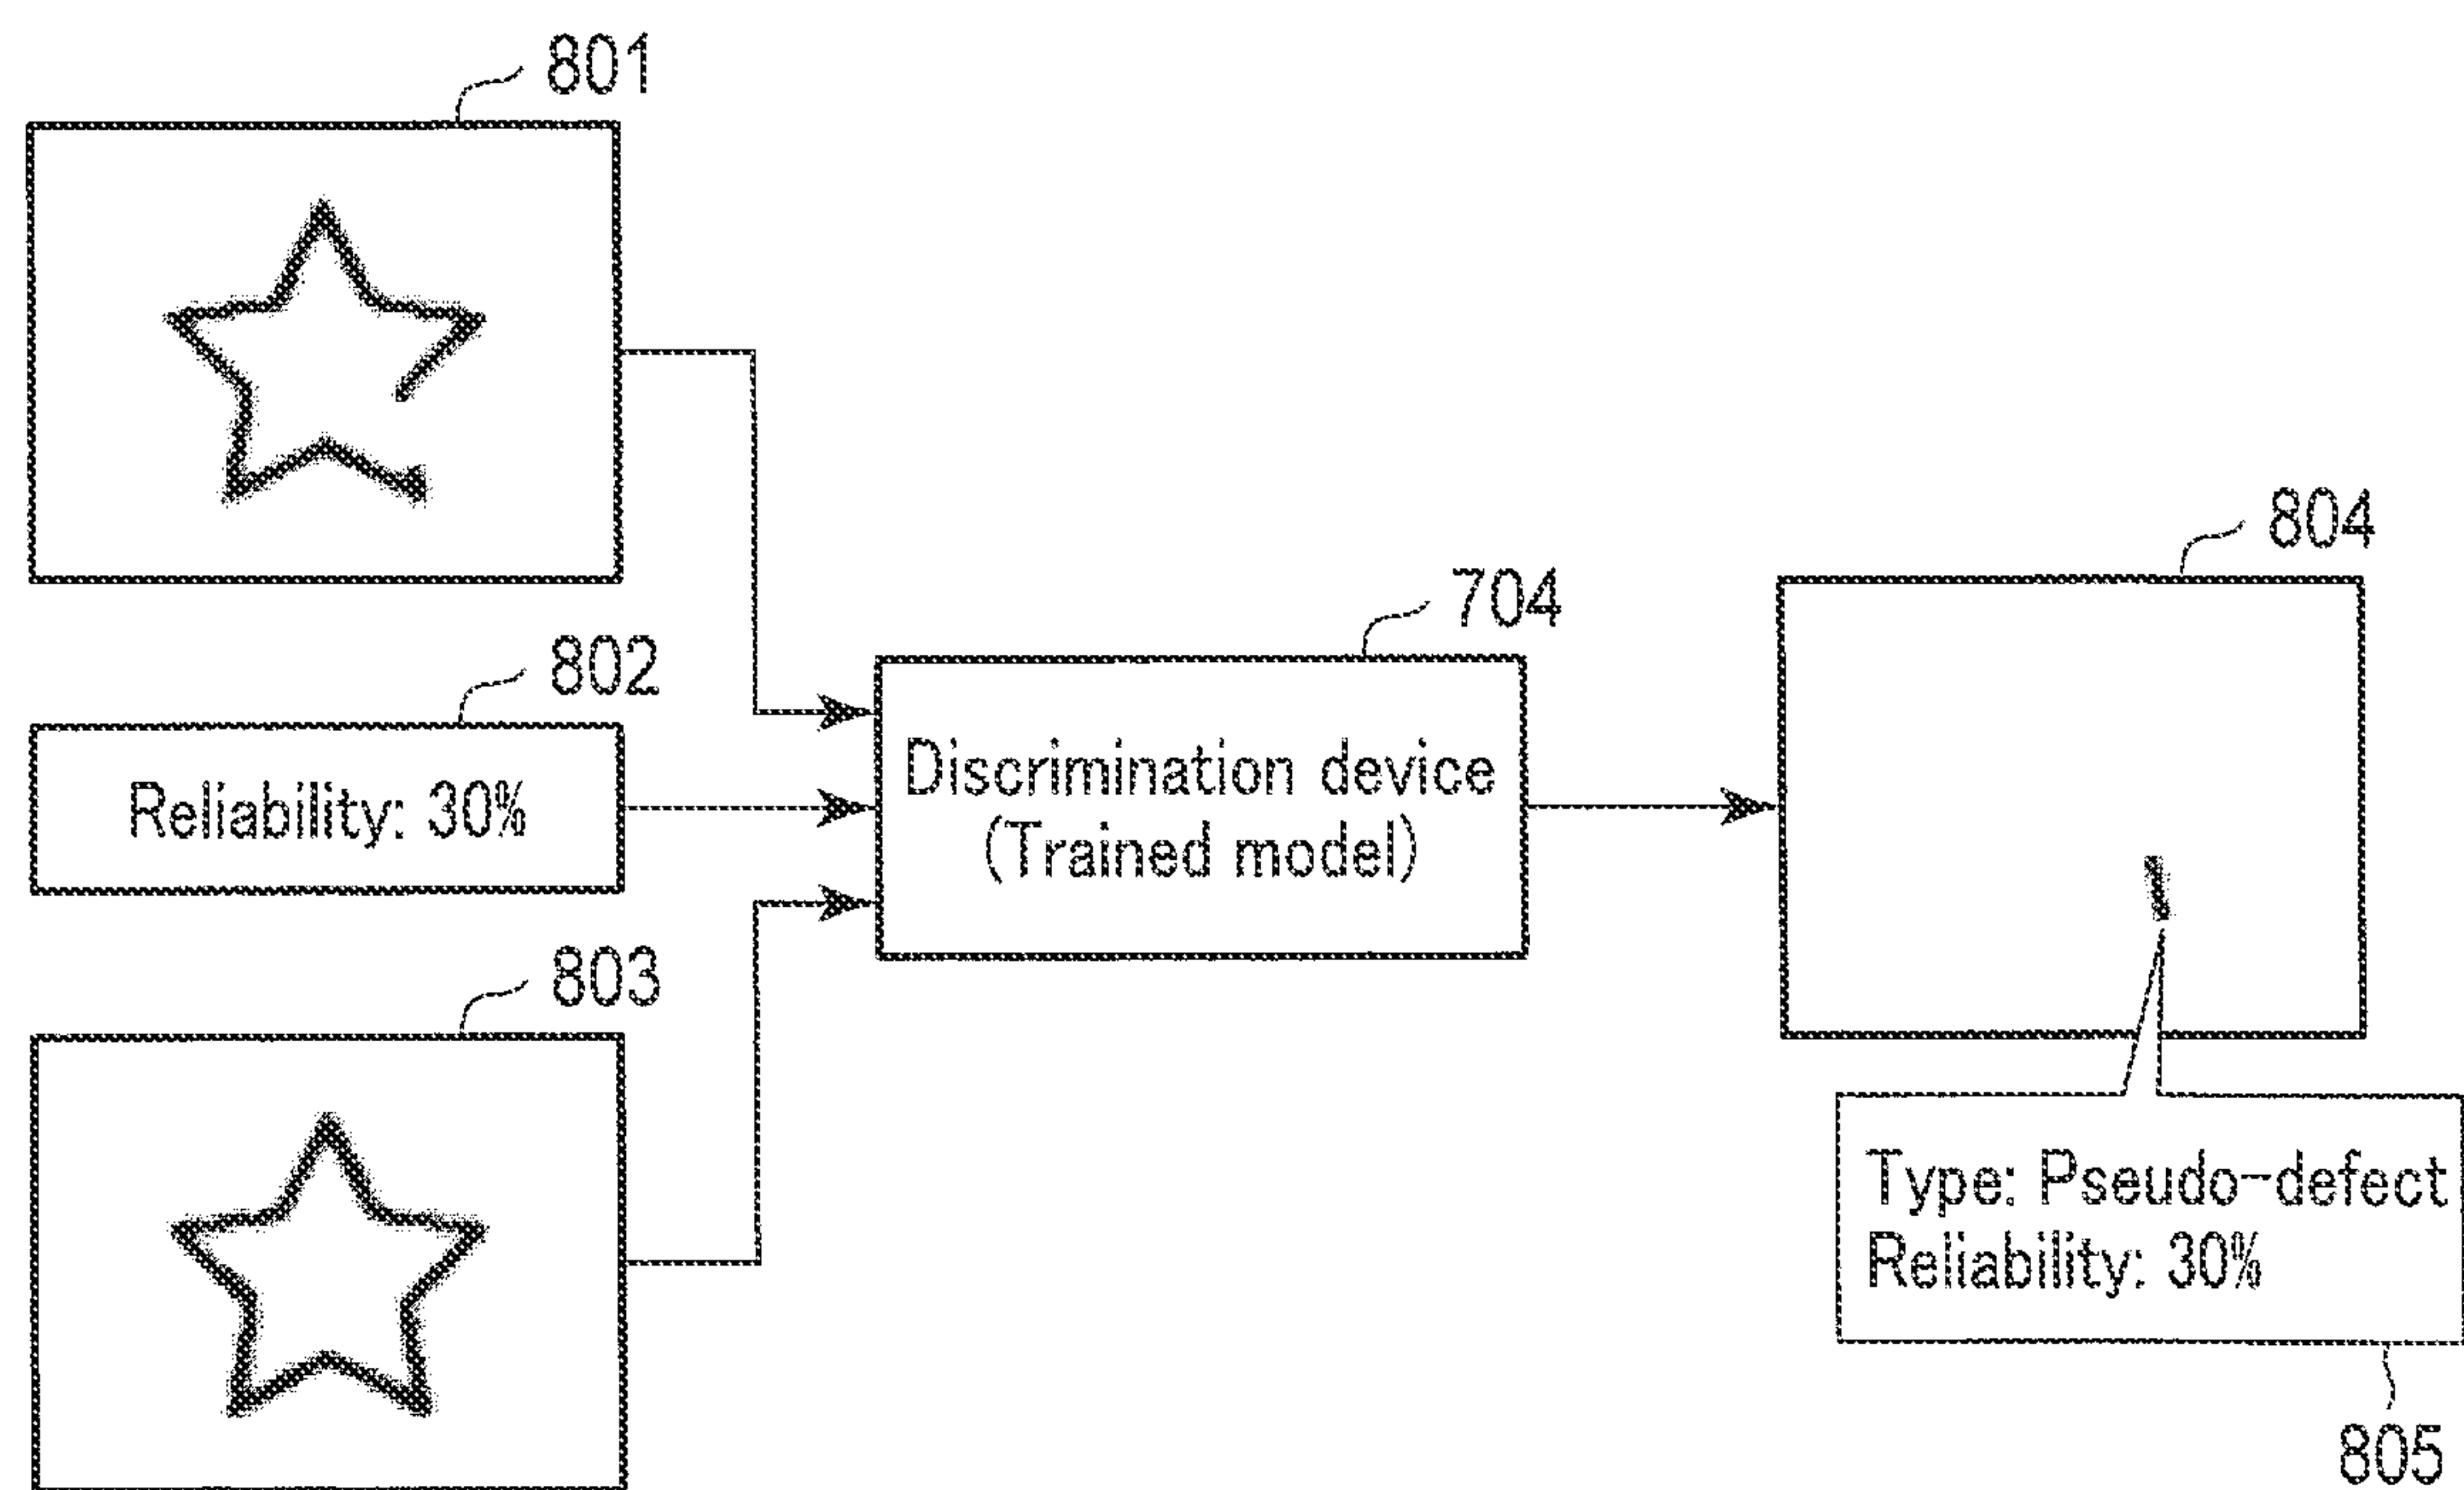 801
802
Reliability: 30%
803
704
Discrimination device
(Trained model)
804
Type: Pseudo-defect
Reliability: 30%
805